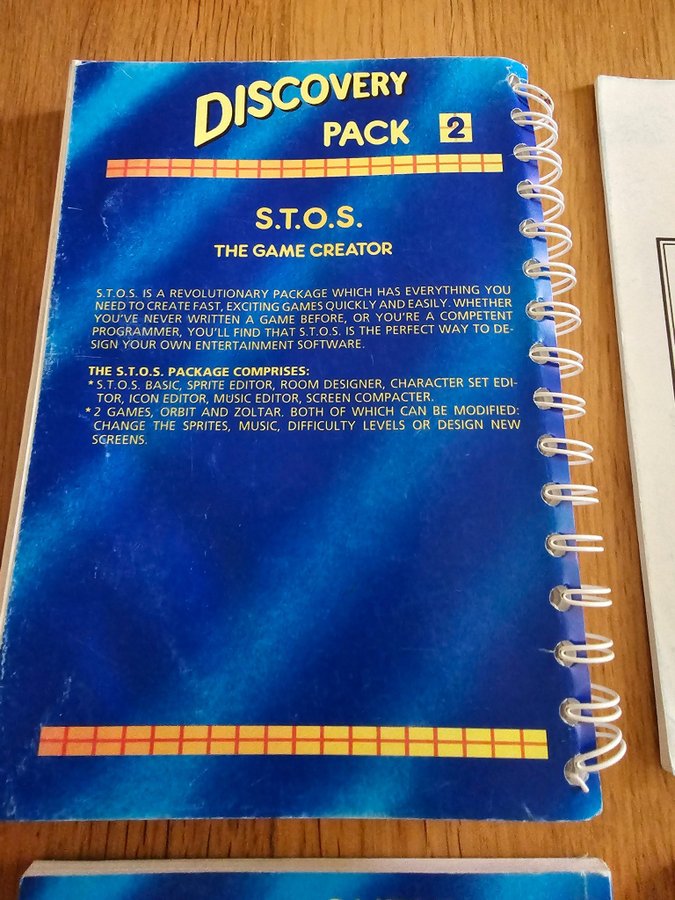 DISCOVERY
PACK 2
S.T.O.S.
THE GAME CREATOR
S.T.O.S. IS A REVOLUTIONARY PACKAGE WHICH HAS EVERYTHING YOU
NEED TO CREATE FAST, EXCITING GAMES QUICKLY AND EASILY. WHETHER
YOU'VE NEVER WRITTEN A GAME BEFORE, OR YOU'RE A COMPETENT
PROGRAMMER, YOU'LL FIND THAT S.T.O.S. IS THE PERFECT WAY TO DE-
SIGN YOUR OWN ENTERTAINMENT SOFTWARE.
THE S.T.O.S. PACKAGE COMPRISES:
* S.T.O.S. BASIC, SPRITE EDITOR, ROOM DESIGNER, CHARACTER SET EDI-
TOR, ICON EDITOR, MUSIC EDITOR, SCREEN COMPACTER.
* 2 GAMES, ORBIT AND ZOLTAR. BOTH OF WHICH CAN BE MODIFIED:
CHANGE THE SPRITES, MUSIC, DIFFICULTY LEVELS OR DESIGN NEW
SCREENS.